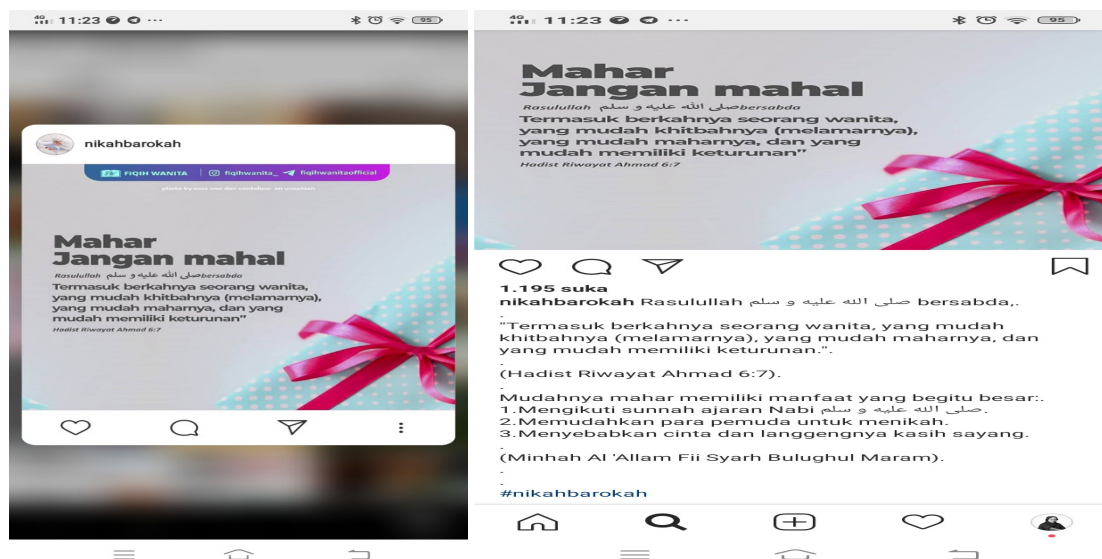 4G 11:23 ... 95
nikahbarokah
FIQIH WANITA fiqihwanita_ fiqihwanitaofficial
Mahar
Jangan mahal
Rasulullah صلى الله عليه و سلم bersabda
Termasuk berkahnya seorang wanita,
yang mudah khitbahnya (melamarnya),
yang mudah maharnya, dan yang
mudah memiliki keturunan”
Hadist Riwayat Ahmad 6:7
4G 11:23 ... 95
Mahar
Jangan mahal
Rasulullah صلى الله عليه و سلم bersabda
Termasuk berkahnya seorang wanita,
yang mudah khitbahnya (melamarnya),
yang mudah maharnya, dan yang
mudah memiliki keturunan”
Hadist Riwayat Ahmad 6:7
1.195 suka
nikahbarokah Rasulullah صلى الله عليه و سلم bersabda,.
.
"Termasuk berkahnya seorang wanita, yang mudah
khitbahnya (melamarnya), yang mudah maharnya, dan
yang mudah memiliki keturunan.".
.
(Hadist Riwayat Ahmad 6:7).
.
Mudahnya mahar memiliki manfaat yang begitu besar:.
1.Mengikuti sunnah ajaran Nabi صلى الله عليه و سلم.
2.Memudahkan para pemuda untuk menikah.
3.Menyebabkan cinta dan langgengnya kasih sayang.
.
(Minhah Al 'Allam Fii Syarh Bulughul Maram).
.
.
#nikahbarokah